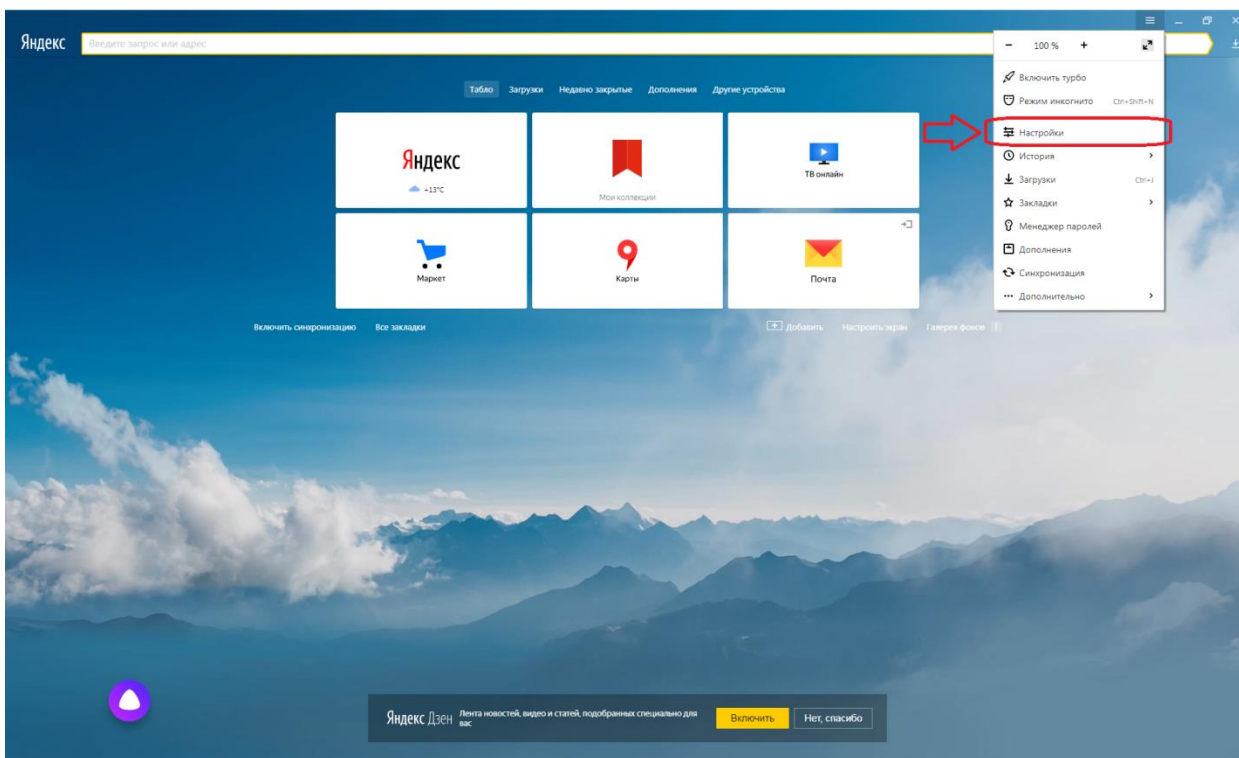 Яндекс
Введите запрос или адрес
- 100 % +
Включить турбо
Режим инкогнито Ctrl+Shift+N
Настройки
История
Загрузки Ctrl+J
Закладки
Менеджер паролей
Дополнения
Синхронизация
Дополнительно
Табло Загрузки Недавно закрытые Дополнения Другие устройства
Яндекс
+13°C
Мои коллекции
ТВ онлайн
Маркет
Карты
Почта
Включить синхронизацию Все закладки Добавить Настроить экран Галерея фонов
Яндекс Дзен
Лента новостей, видео и статей, подобранных специально для
вас
Включить Нет, спасибо